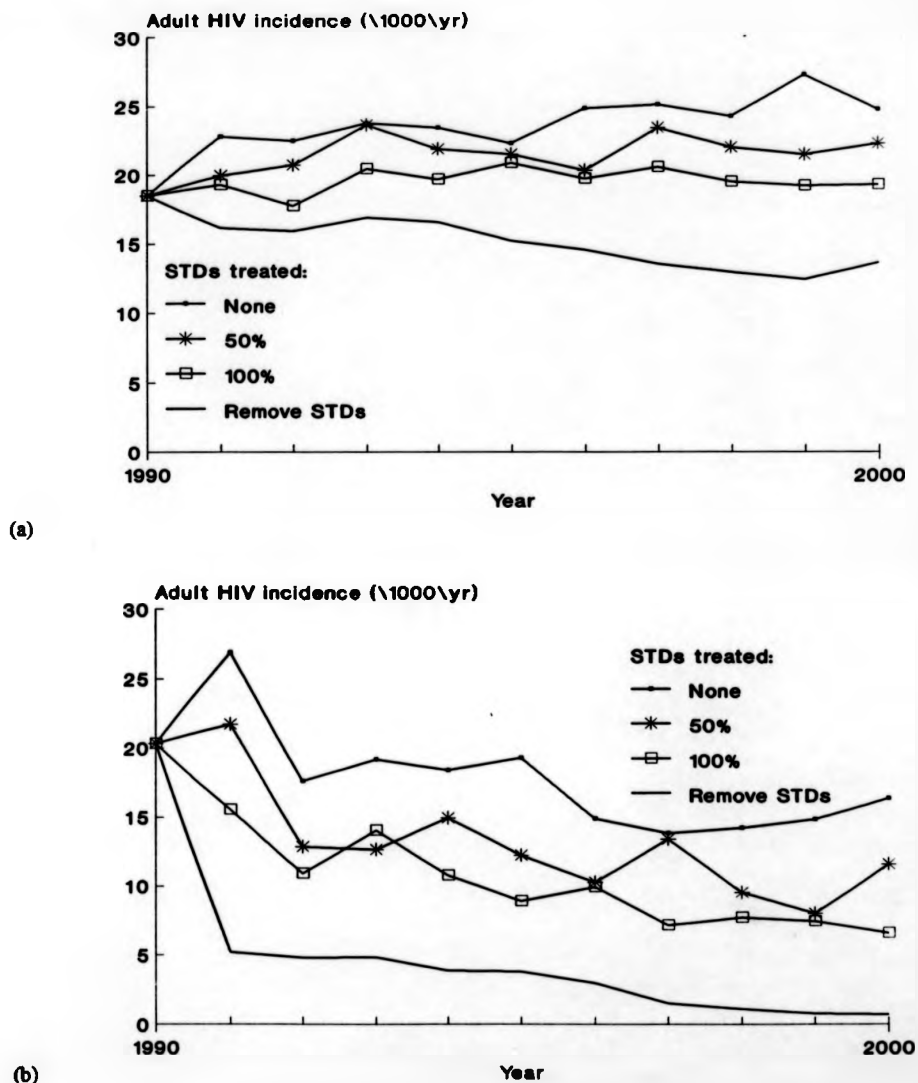 Adult HIV incidence (\1000\yr)
30
25
20
15
10
5
0
STDs treated:
None
50%
100%
Remove STDs
1990
2000
Year
(a)
Adult HIV incidence (\1000\yr)
30
25
20
15
10
5
0
STDs treated:
None
50%
100%
Remove STDs
1990
2000
Year
(b)